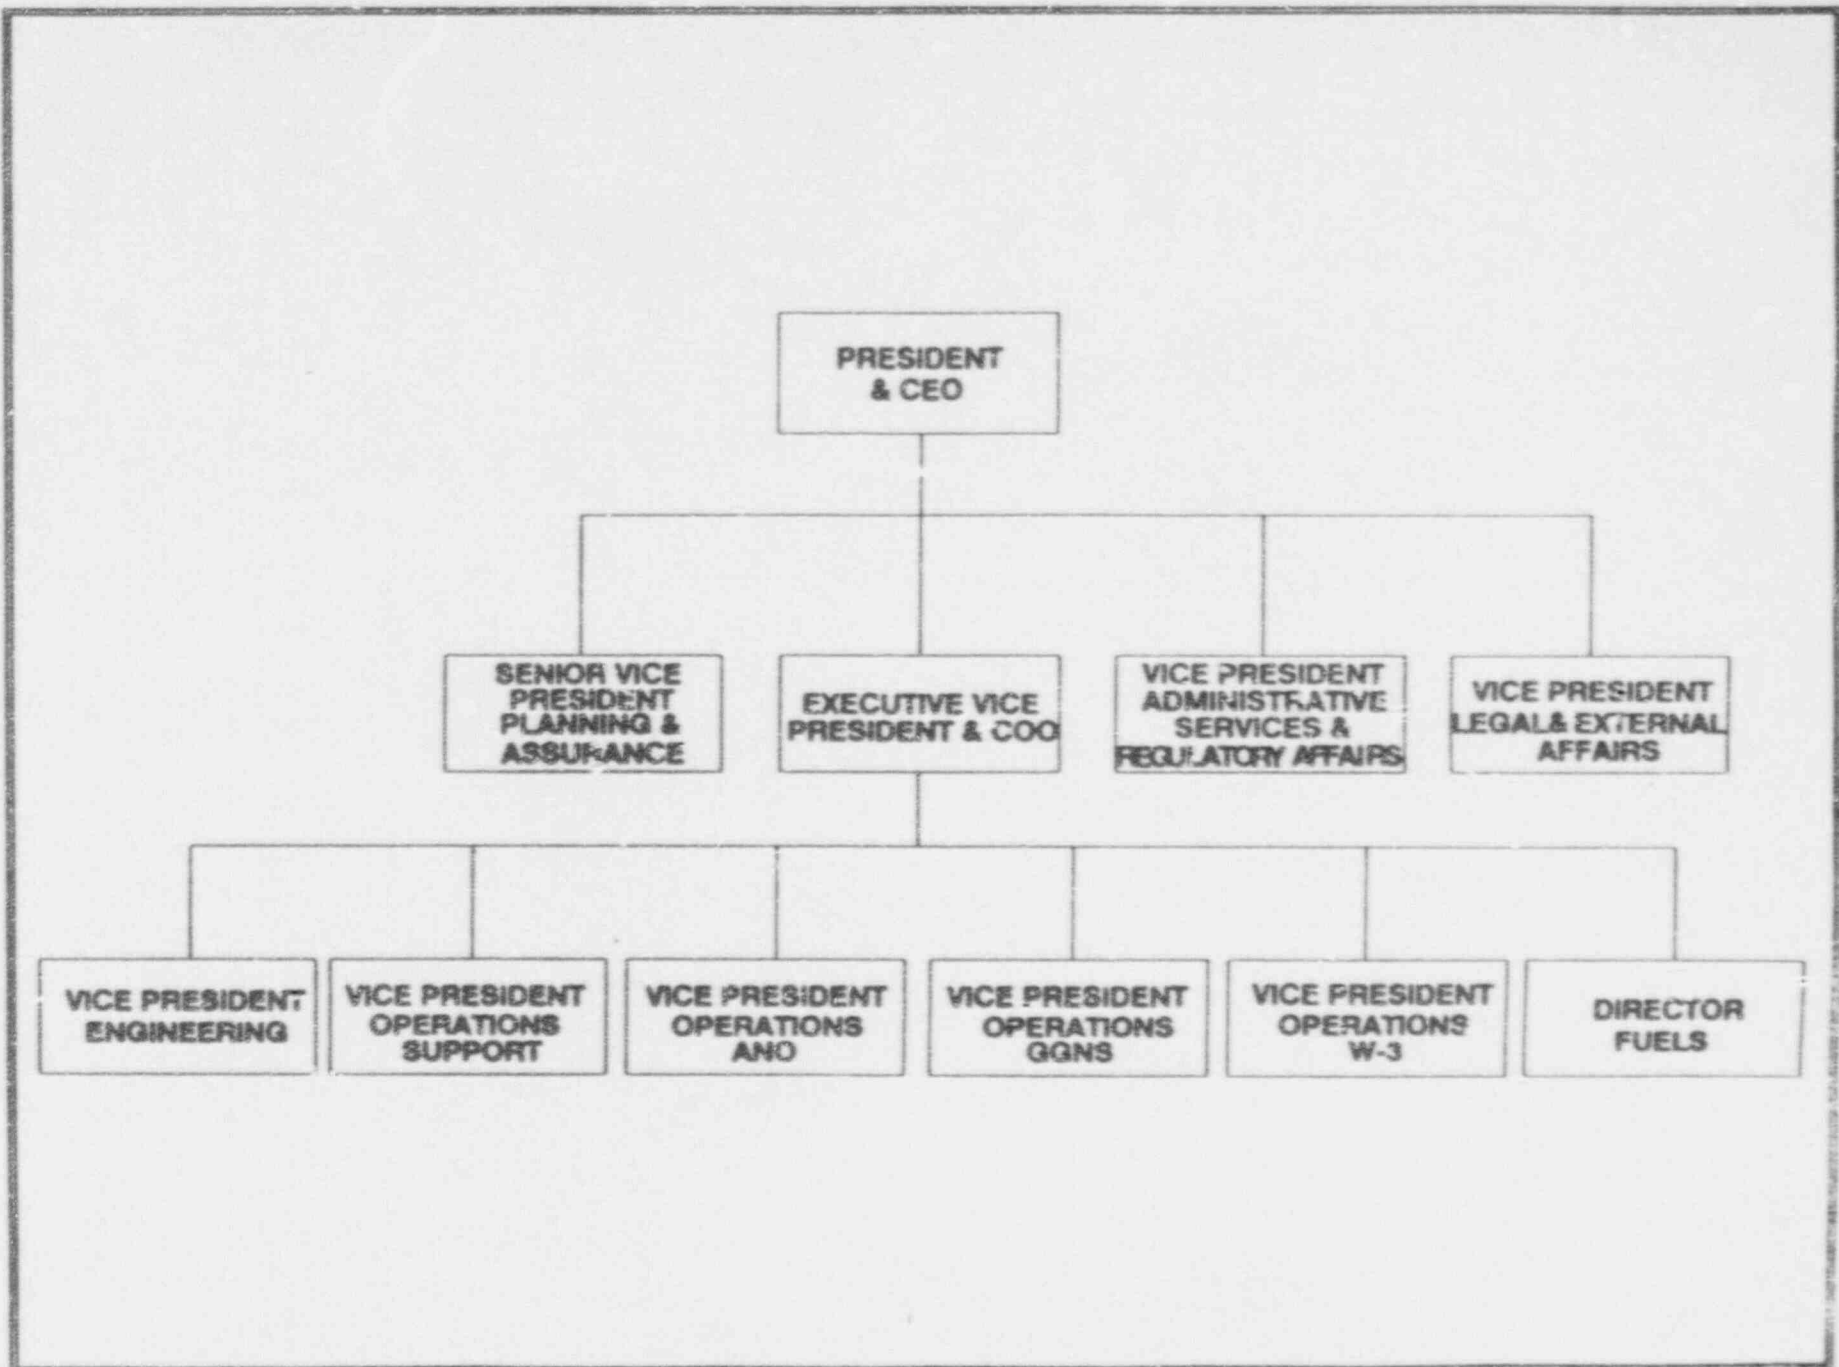 PRESIDENT
& CEO
SENIOR VICE
PRESIDENT
PLANNING &
ASSURANCE
EXECUTIVE VICE
PRESIDENT & COO
VICE PRESIDENT
ADMINISTRATIVE
SERVICES &
REGULATORY AFFAIRS
VICE PRESIDENT
LEGAL& EXTERNAL
AFFAIRS
VICE PRESIDENT
ENGINEERING
VICE PRESIDENT
OPERATIONS
SUPPORT
VICE PRESIDENT
OPERATIONS
ANO
VICE PRESIDENT
OPERATIONS
GGNS
VICE PRESIDENT
OPERATIONS
W-3
DIRECTOR
FUELS